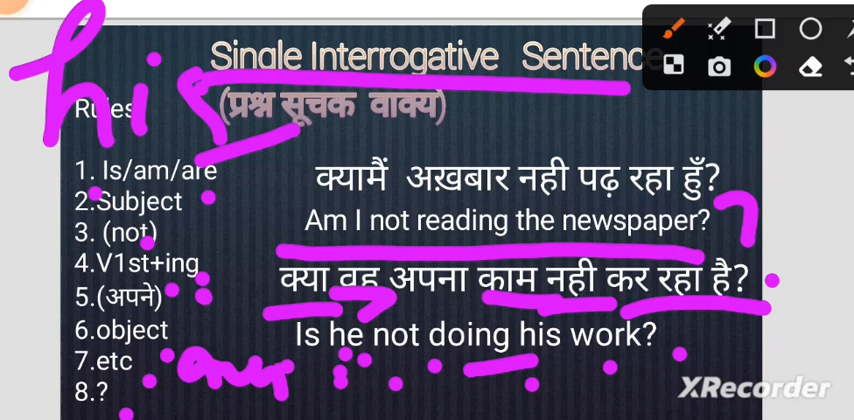 Single Interrogative Sentence
(प्रश्न सूचक वाक्य)
his
Rules
1. Is/am/are
2.Subject
3. (not)
4.V1st+ing
5.(अपने)
6.object
7.etc
8.?
क्यामैं अख़बार नही पढ़ रहा हुँ?
Am I not reading the newspaper?
क्या वह अपना काम नही कर रहा है?
Is he not doing his work?
XRecorder